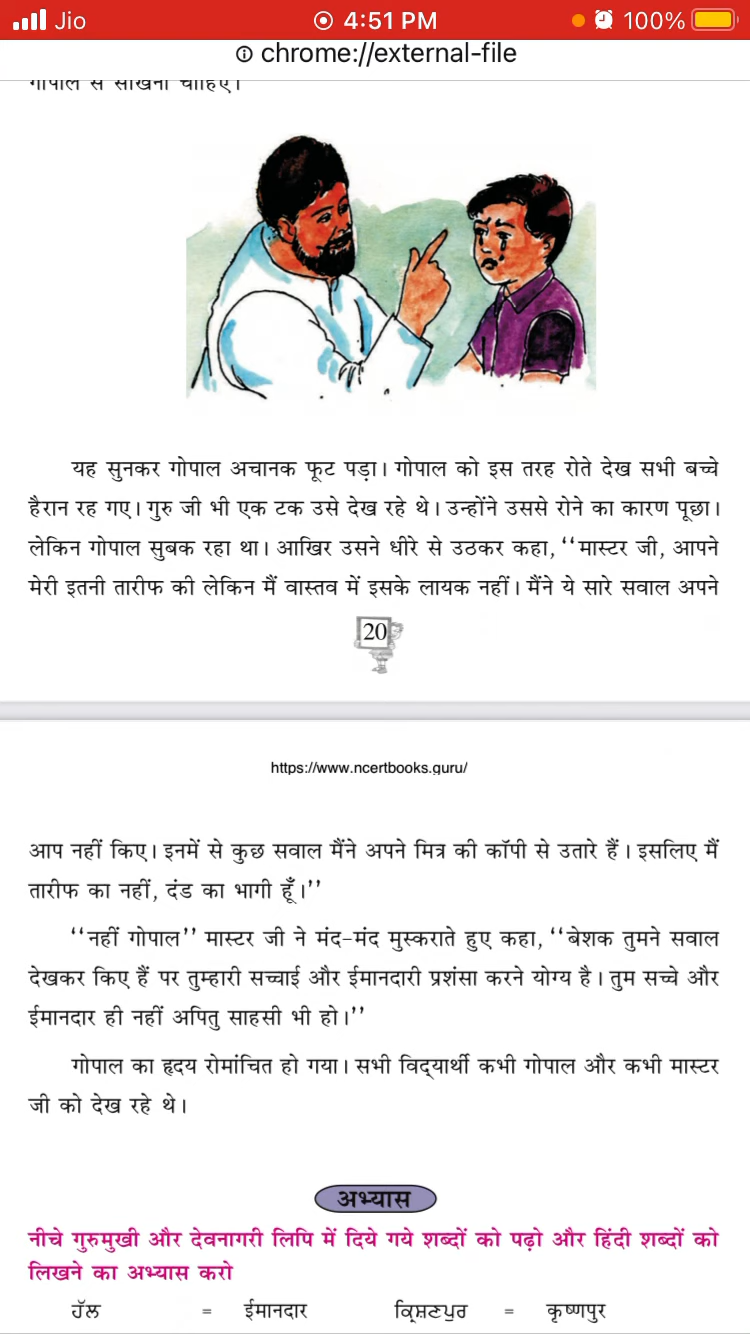 Jio 4:51 PM 100%
chrome://external-file
गोपाल से सीखना चाहिए।
यह सुनकर गोपाल अचानक फूट पड़ा। गोपाल को इस तरह रोते देख सभी बच्चे
हैरान रह गए। गुरु जी भी एक टक उसे देख रहे थे। उन्होंने उससे रोने का कारण पूछा।
लेकिन गोपाल सुबक रहा था। आखिर उसने धीरे से उठकर कहा, ‘‘मास्टर जी, आपने
मेरी इतनी तारीफ की लेकिन मैं वास्तव में इसके लायक नहीं। मैंने ये सारे सवाल अपने
20
https://www.ncertbooks.guru/
आप नहीं किए। इनमें से कुछ सवाल मैंने अपने मित्र की कॉपी से उतारे हैं। इसलिए मैं
तारीफ का नहीं, दंड का भागी हूँ।’’
‘‘नहीं गोपाल’’ मास्टर जी ने मंद-मंद मुस्कराते हुए कहा, ‘‘बेशक तुमने सवाल
देखकर किए हैं पर तुम्हारी सच्चाई और ईमानदारी प्रशंसा करने योग्य है। तुम सच्चे और
ईमानदार ही नहीं अपितु साहसी भी हो।’’
गोपाल का हृदय रोमांचित हो गया। सभी विद्‌यार्थी कभी गोपाल और कभी मास्टर
जी को देख रहे थे।
अभ्यास
नीचे गुरुमुखी और देवनागरी लिपि में दिये गये शब्दों को पढ़ो और हिंदी शब्दों को
लिखने का अभ्यास करो
ਹੱਲ = ईमानदार ਕ੍ਰਿਸ਼ਣਪੁਰ = कृष्णपुर